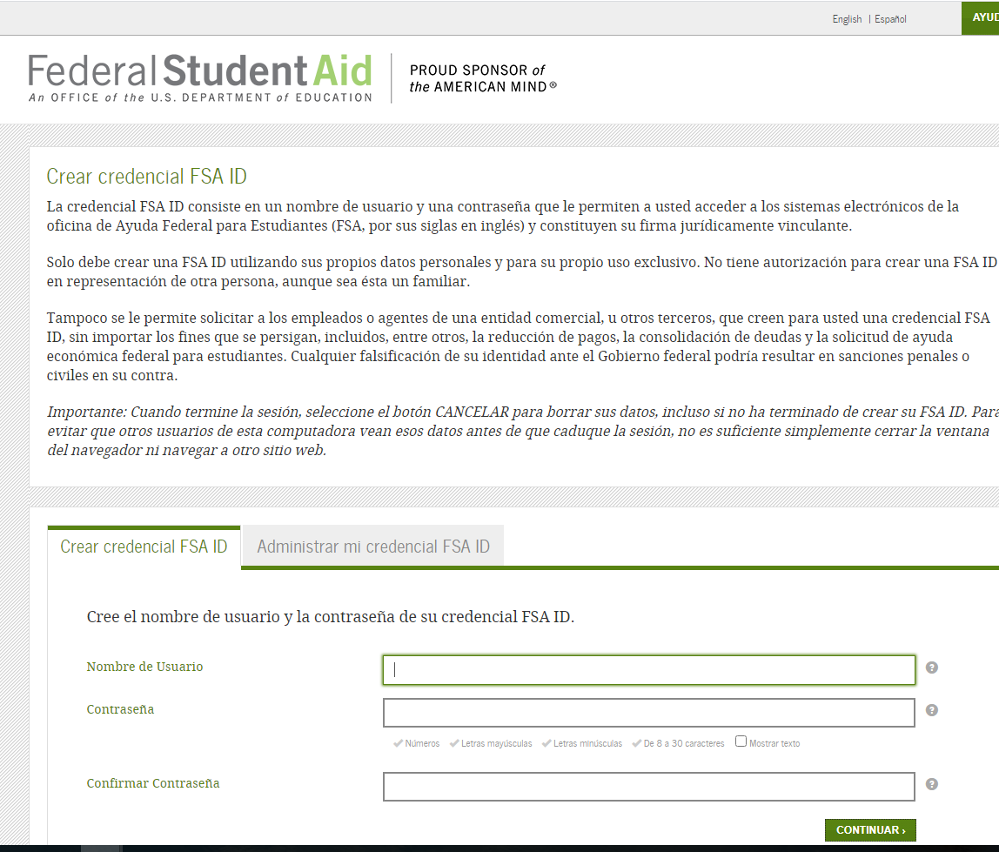 English | Español
Federal Student Aid
An OFFICE of the U.S. DEPARTMENT of EDUCATION
PROUD SPONSOR of
the AMERICAN MIND®
Crear credencial FSA ID
La credencial FSA ID consiste en un nombre de usuario y una contraseña que le permiten a usted acceder a los sistemas electrónicos de la
oficina de Ayuda Federal para Estudiantes (FSA, por sus siglas en inglés) y constituyen su firma jurídicamente vinculante.
Solo debe crear una FSA ID utilizando sus propios datos personales y para su propio uso exclusivo. No tiene autorización para crear una FSA ID
en representación de otra persona, aunque sea ésta un familiar.
Tampoco se le permite solicitar a los empleados o agentes de una entidad comercial, u otros terceros, que creen para usted una credencial FSA
ID, sin importar los fines que se persigan, incluidos, entre otros, la reducción de pagos, la consolidación de deudas y la solicitud de ayuda
económica federal para estudiantes. Cualquier falsificación de su identidad ante el Gobierno federal podría resultar en sanciones penales o
civiles en su contra.
Importante: Cuando termine la sesión, seleccione el botón CANCELAR para borrar sus datos, incluso si no ha terminado de crear su FSA ID. Para
evitar que otros usuarios de esta computadora vean esos datos antes de que caduque la sesión, no es suficiente simplemente cerrar la ventana
del navegador ni navegar a otro sitio web.
Crear credencial FSA ID
Administrar mi credencial FSA ID
Cree el nombre de usuario y la contraseña de su credencial FSA ID.
Nombre de Usuario
Contraseña
Números Letras mayúsculas Letras minúsculas De 8 a 30 caracteres Mostrar texto
Confirmar Contraseña
CONTINUAR ›